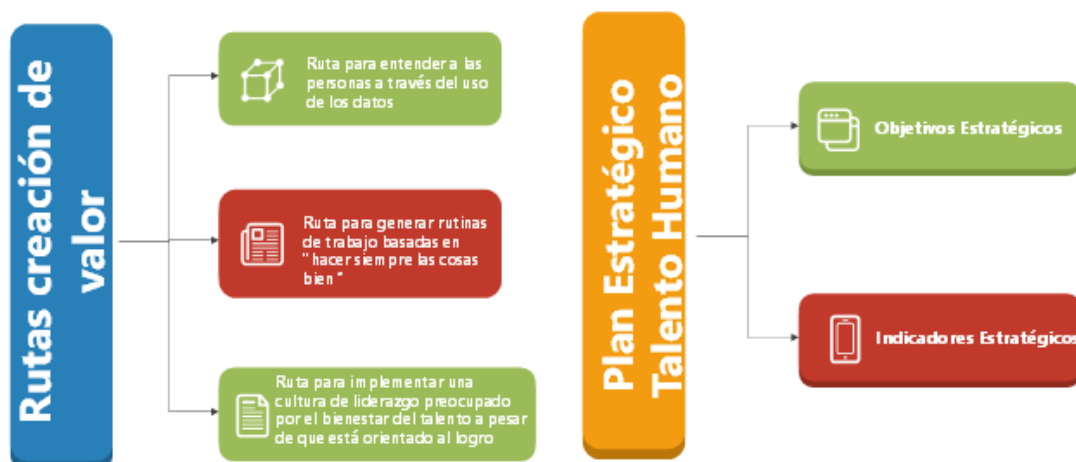 Rutas creación de
valor
Ruta para entender a las
personas a través del uso
de los datos
Ruta para generar rutinas
de trabajo basadas en
"hacer siempre las cosas
bien"
Ruta para implementar una
cultura de liderazgo preocupado
por el bienestar del talento a pesar
de que está orientado al logro
Plan Estratégico
Talento Humano
Objetivos Estratégicos
Indicadores Estratégicos